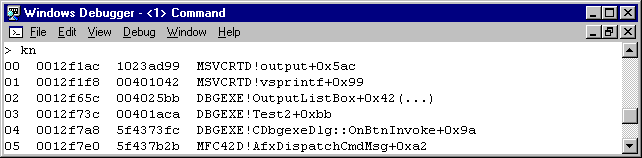 Windows Debugger - <1> Command
File Edit View Debug Window Help
> kn
00 0012f1ac 1023ad99 MSVCRTD!output+0x5ac
01 0012f1f8 00401042 MSVCRTD!vsprintf+0x99
02 0012f65c 004025bb DBGEXE!OutputListBox+0x42(...)
03 0012f73c 00401aca DBGEXE!Test2+0xbb
04 0012f7a8 5f4373fc DBGEXE!CDbgexeDlg::OnBtnInvoke+0x9a
05 0012f7e0 5f437b2b MFC42D!AfxDispatchCmdMsg+0xa2